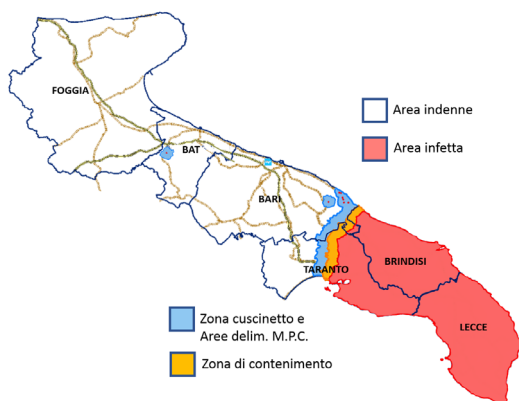 FOGGIA
BAT
BARI
TARANTO
BRINDISI
LECCE
Area indenne
Area infetta
Zona cuscinetto e
Aree delim. M.P.C.
Zona di contenimento